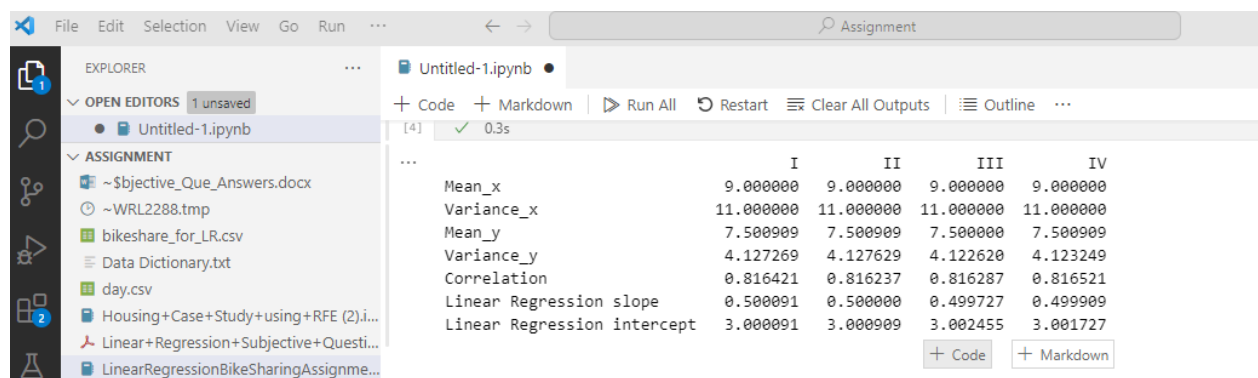 File Edit Selection View Go Run ... Assignment
EXPLORER ...
OPEN EDITORS 1 unsaved
Untitled-1.ipynb
ASSIGNMENT
~$bjective_Que_Answers.docx
~WRL2288.tmp
bikeshare_for_LR.csv
Data Dictionary.txt
day.csv
Housing+Case+Study+using+RFE (2).i...
Linear+Regression+Subjective+Questi...
LinearRegressionBikeSharingAssignme...
1
2
Untitled-1.ipynb
+ Code + Markdown Run All Restart Clear All Outputs Outline ...
[4] 0.3s
... I II III IV
Mean_x 9.000000 9.000000 9.000000 9.000000
Variance_x 11.000000 11.000000 11.000000 11.000000
Mean_y 7.500909 7.500909 7.500000 7.500909
Variance_y 4.127269 4.127629 4.122620 4.123249
Correlation 0.816421 0.816237 0.816287 0.816521
Linear Regression slope 0.500091 0.500000 0.499727 0.499909
Linear Regression intercept 3.000091 3.000909 3.002455 3.001727
+ Code + Markdown